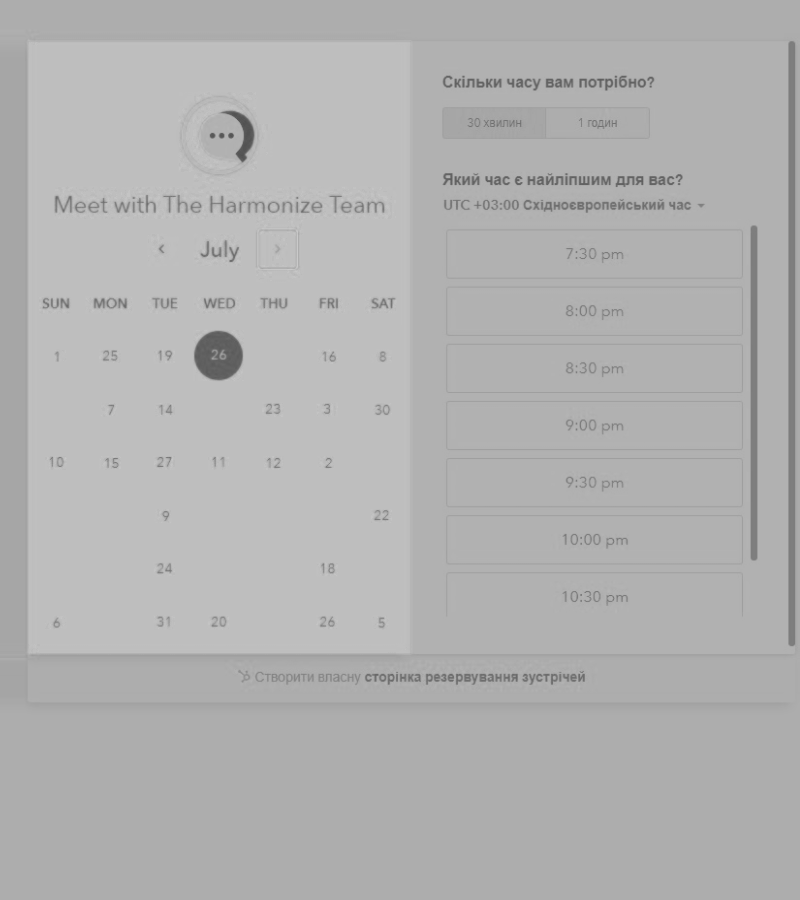 Meet with The Harmonize Team
July
SUN MON TUE WED THU FRI SAT
1 25 19 26 16 8
7 14 23 3 30
10 15 27 11 12 2
9 22
24 18
6 31 20 26 5
Скільки часу вам потрібно?
30 хвилин 1 годин
Який час є найліпшим для вас?
UTC +03:00 Східноєвропейський час
7:30 pm
8:00 pm
8:30 pm
9:00 pm
9:30 pm
10:00 pm
10:30 pm
Створити власну сторінка резервування зустрічей